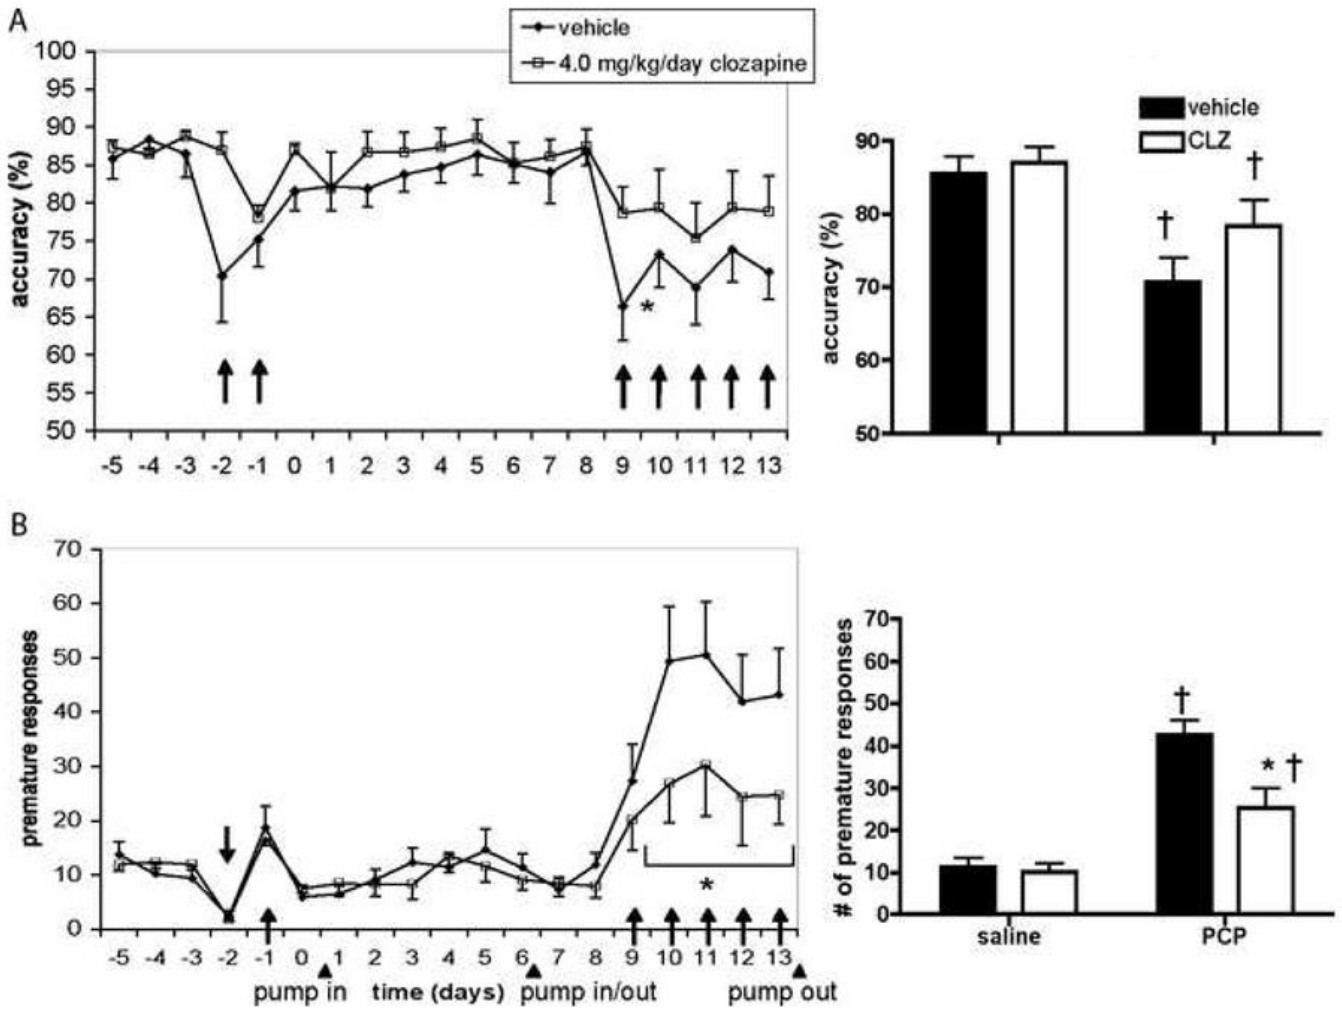 A
vehicle
4.0 mg/kg/day clozapine
100
95
90
85
80
75
70
65
60
55
50
accuracy (%)
*
-5 -4 -3 -2 -1 0 1 2 3 4 5 6 7 8 9 10 11 12 13
vehicle
CLZ
90
80
70
60
50
accuracy (%)
†
†
B
70
60
50
40
30
20
10
0
premature responses
*
-5 -4 -3 -2 -1 0 1 2 3 4 5 6 7 8 9 10 11 12 13
pump in time (days) pump in/out pump out
70
60
50
40
30
20
10
0
# of premature responses
†
* †
saline PCP